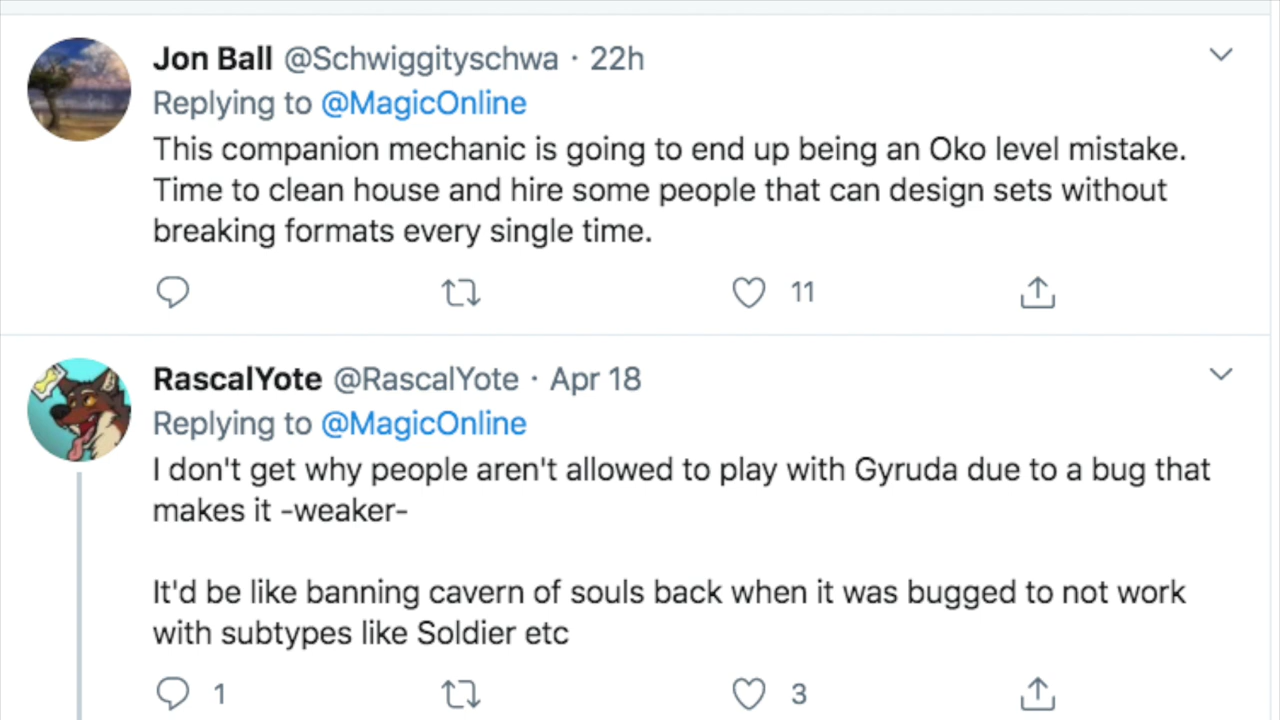 Jon Ball @Schwiggityschwa · 22h
Replying to @MagicOnline
This companion mechanic is going to end up being an Oko level mistake.
Time to clean house and hire some people that can design sets without
breaking formats every single time.
11
RascalYote @RascalYote · Apr 18
Replying to @MagicOnline
I don't get why people aren't allowed to play with Gyruda due to a bug that
makes it -weaker-
It'd be like banning cavern of souls back when it was bugged to not work
with subtypes like Soldier etc
1 3